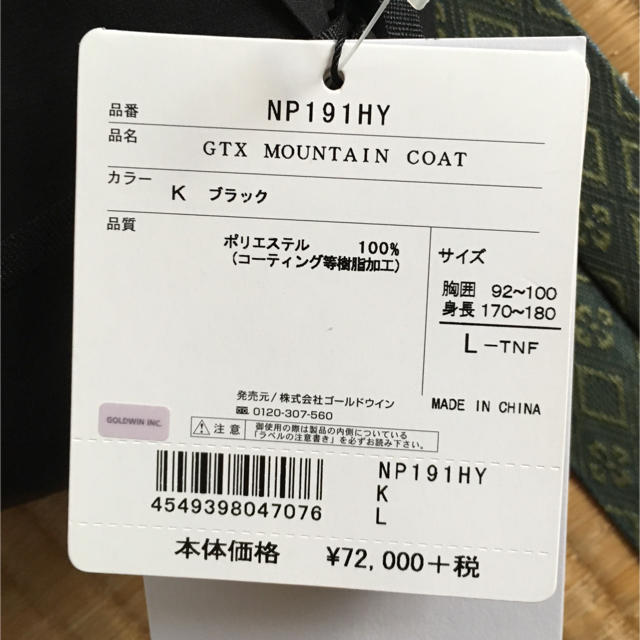 品番 NP191HY
品名 GTX MOUNTAIN COAT
カラー K ブラック
品質
ポリエステル 100%
(コーティング等樹脂加工)
サイズ
胸囲 92~100
身長 170~180
L-TNF
発売元/株式会社ゴールドウイン
0120-307-560
MADE IN CHINA
GOLDWIN INC.
注意 御使用の際は製品の内側についている
「ラベルの注意書き」を必ずお読み下さい。
4549398047076
NP191HY
K
L
本体価格 ¥72,000+税